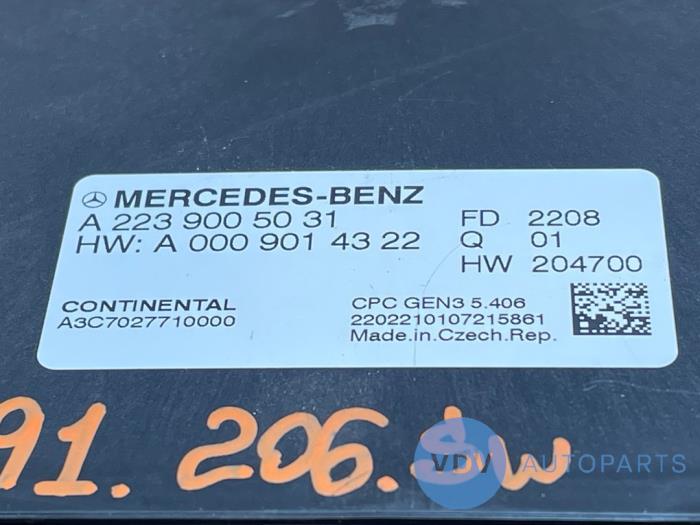 MERCEDES-BENZ
A 223 900 50 31
HW: A 000 901 43 22
FD 2208
Q 01
HW 204700
CONTINENTAL
A3C7027710000
CPC GEN3 5.406
2202210107215861
Made.in.Czech.Rep.
91. 206.
VDV AUTOPARTS